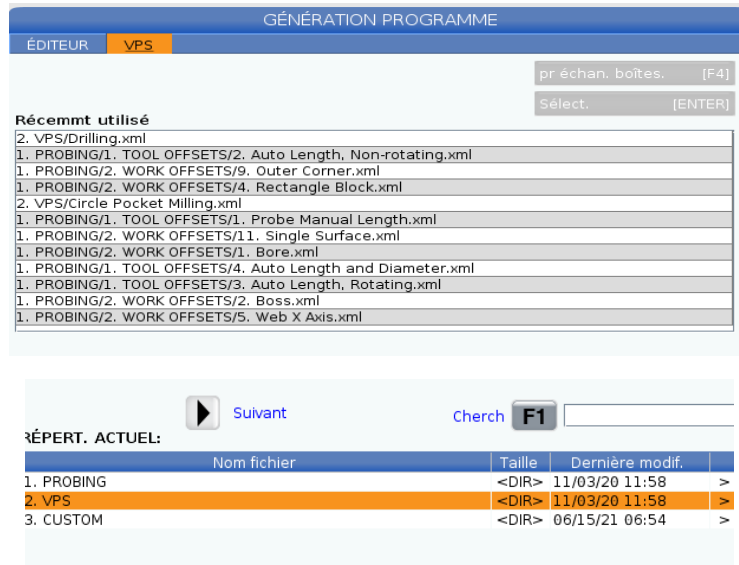 GÉNÉRATION PROGRAMME
ÉDITEUR VPS
pr échan. boîtes. [F4]
Sélect. [ENTER]
Récemmt utilisé
2. VPS/Drilling.xml
1. PROBING/1. TOOL OFFSETS/2. Auto Length, Non-rotating.xml
1. PROBING/2. WORK OFFSETS/9. Outer Corner.xml
1. PROBING/2. WORK OFFSETS/4. Rectangle Block.xml
2. VPS/Circle Pocket Milling.xml
1. PROBING/1. TOOL OFFSETS/1. Probe Manual Length.xml
1. PROBING/2. WORK OFFSETS/11. Single Surface.xml
1. PROBING/2. WORK OFFSETS/1. Bore.xml
1. PROBING/1. TOOL OFFSETS/4. Auto Length and Diameter.xml
1. PROBING/1. TOOL OFFSETS/3. Auto Length, Rotating.xml
1. PROBING/2. WORK OFFSETS/2. Boss.xml
1. PROBING/2. WORK OFFSETS/5. Web X Axis.xml
Suivant Cherch F1
RÉPERT. ACTUEL:
Nom fichier Taille Dernière modif.
1. PROBING <DIR> 11/03/20 11:58 >
2. VPS <DIR> 11/03/20 11:58 >
3. CUSTOM <DIR> 06/15/21 06:54 >